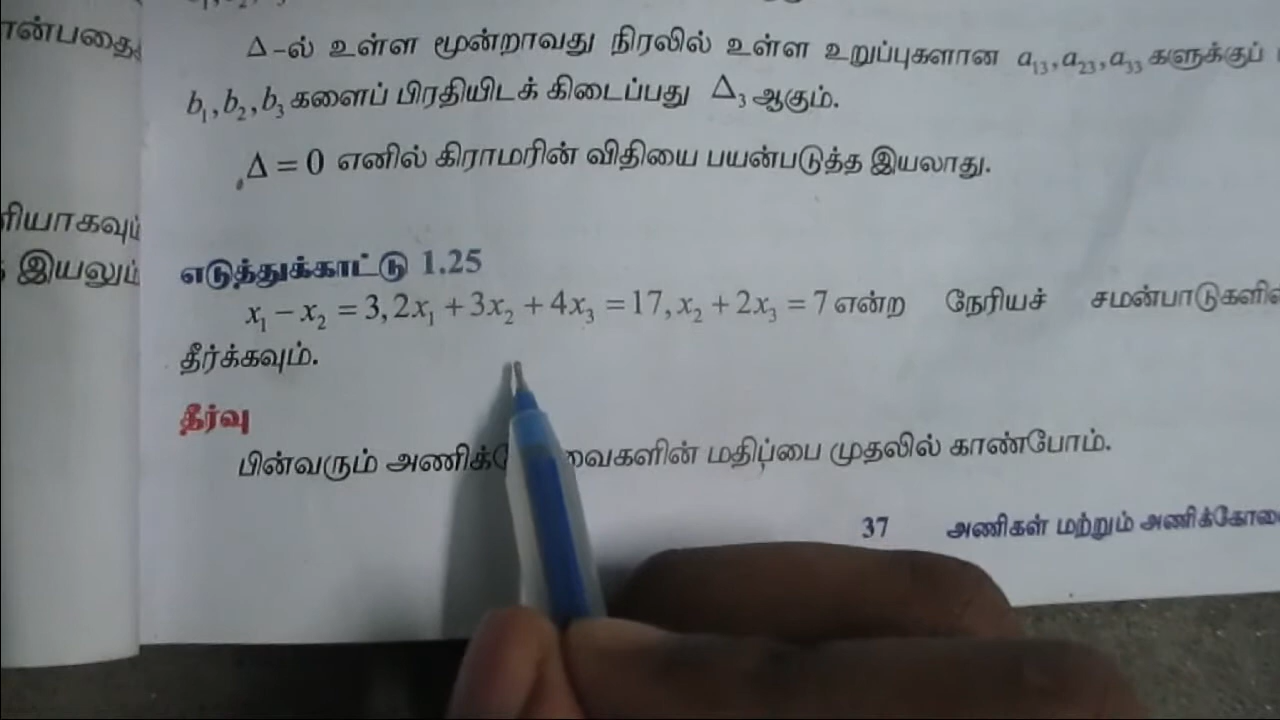 ன்பதை
Δ-ல் உள்ள மூன்றாவது நிரலில் உள்ள உறுப்புகளான a₁₃, a₂₃, a₃₃ களுக்குப்
b₁, b₂, b₃ களைப் பிரதியிடக் கிடைப்பது Δ₃ ஆகும்.
Δ = 0 எனில் கிராமரின் விதியை பயன்படுத்த இயலாது.
ியாகவும்
இயலும்
எடுத்துக்காட்டு 1.25
x₁ − x₂ = 3, 2x₁ + 3x₂ + 4x₃ = 17, x₂ + 2x₃ = 7 என்ற நேரியச் சமன்பாடுகளின்
தீர்க்கவும்.
தீர்வு
பின்வரும் வைகளின் மதிப்பை முதலில் காண்போம்.
37 அணிகள் மற்றும் அணிக்கோவை